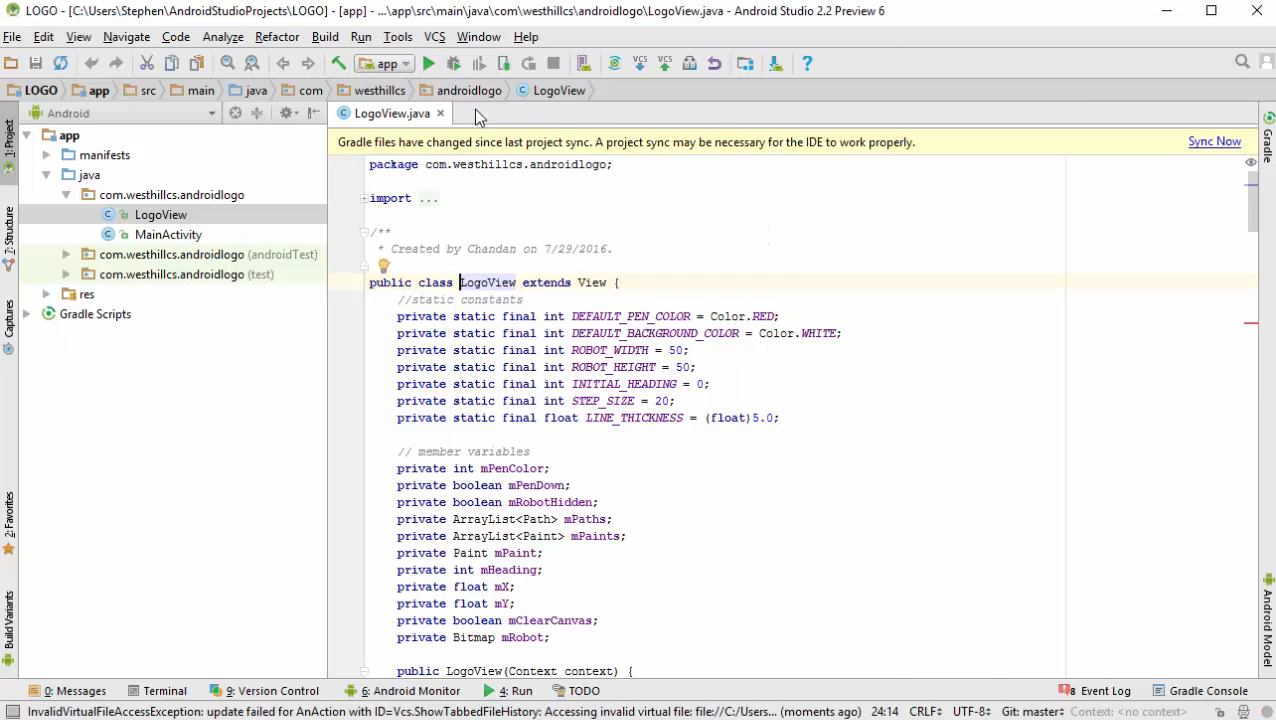 LOGO - [C:\Users\Stephen\AndroidStudioProjects\LOGO] - [app] - ...\app\src\main\java\com\westhillcs\androidlogo\LogoView.java - Android Studio 2.2 Preview 6
File Edit View Navigate Code Analyze Refactor Build Run Tools VCS Window Help
app VCS VCS ?
LOGO app src main java com westhillcs androidlogo LogoView
Android
LogoView.java
1: Project
7: Structure
Captures
2: Favorites
Build Variants
app
manifests
java
com.westhillcs.androidlogo
LogoView
MainActivity
com.westhillcs.androidlogo (androidTest)
com.westhillcs.androidlogo (test)
res
Gradle Scripts
Gradle files have changed since last project sync. A project sync may be necessary for the IDE to work properly. Sync Now
package com.westhillcs.androidlogo;
import ...
/**
* Created by Chandan on 7/29/2016.
public class LogoView extends View {
//static constants
private static final int DEFAULT_PEN_COLOR = Color.RED;
private static final int DEFAULT_BACKGROUND_COLOR = Color.WHITE;
private static final int ROBOT_WIDTH = 50;
private static final int ROBOT_HEIGHT = 50;
private static final int INITIAL_HEADING = 0;
private static final int STEP_SIZE = 20;
private static final float LINE_THICKNESS = (float)5.0;
// member variables
private int mPenColor;
private boolean mPenDown;
private boolean mRobotHidden;
private ArrayList<Path> mPaths;
private ArrayList<Paint> mPaints;
private Paint mPaint;
private int mHeading;
private float mX;
private float mY;
private boolean mClearCanvas;
private Bitmap mRobot;
public LogoView(Context context) {
Gradle
Android Model
0: Messages Terminal 9: Version Control 6: Android Monitor 4: Run TODO 8 Event Log Gradle Console
InvalidVirtualFileAccessException: update failed for AnAction with ID=Vcs.ShowTabbedFileHistory: Accessing invalid virtual file: file://C:/Users... (moments ago) 24:14 CRLF÷ UTF-8÷ Git: master÷ Context: <no context>